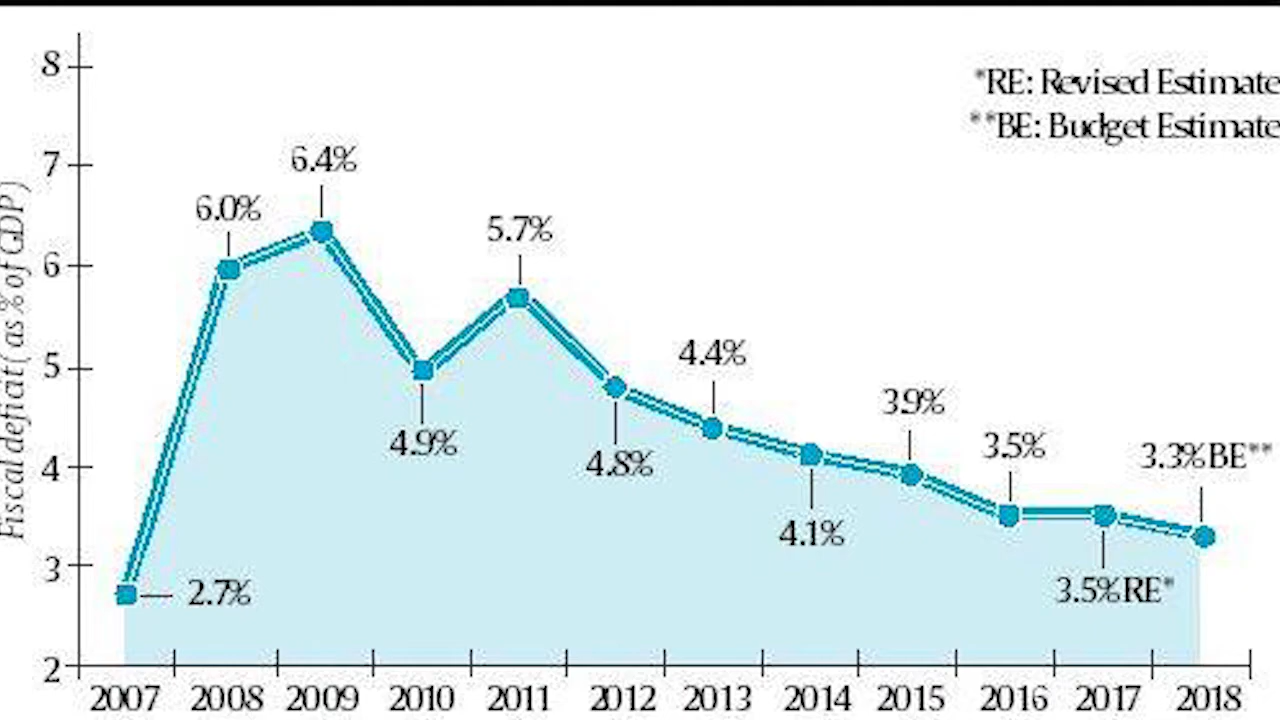 *RE: Revised Estimate
**BE: Budget Estimate
Fiscal deficit (as % of GDP)
8
7
6
5
4
3
2
2.7%
6.0%
6.4%
4.9%
5.7%
4.8%
4.4%
4.1%
3.9%
3.5%
3.5%RE*
3.3%BE**
2007 2008 2009 2010 2011 2012 2013 2014 2015 2016 2017 2018